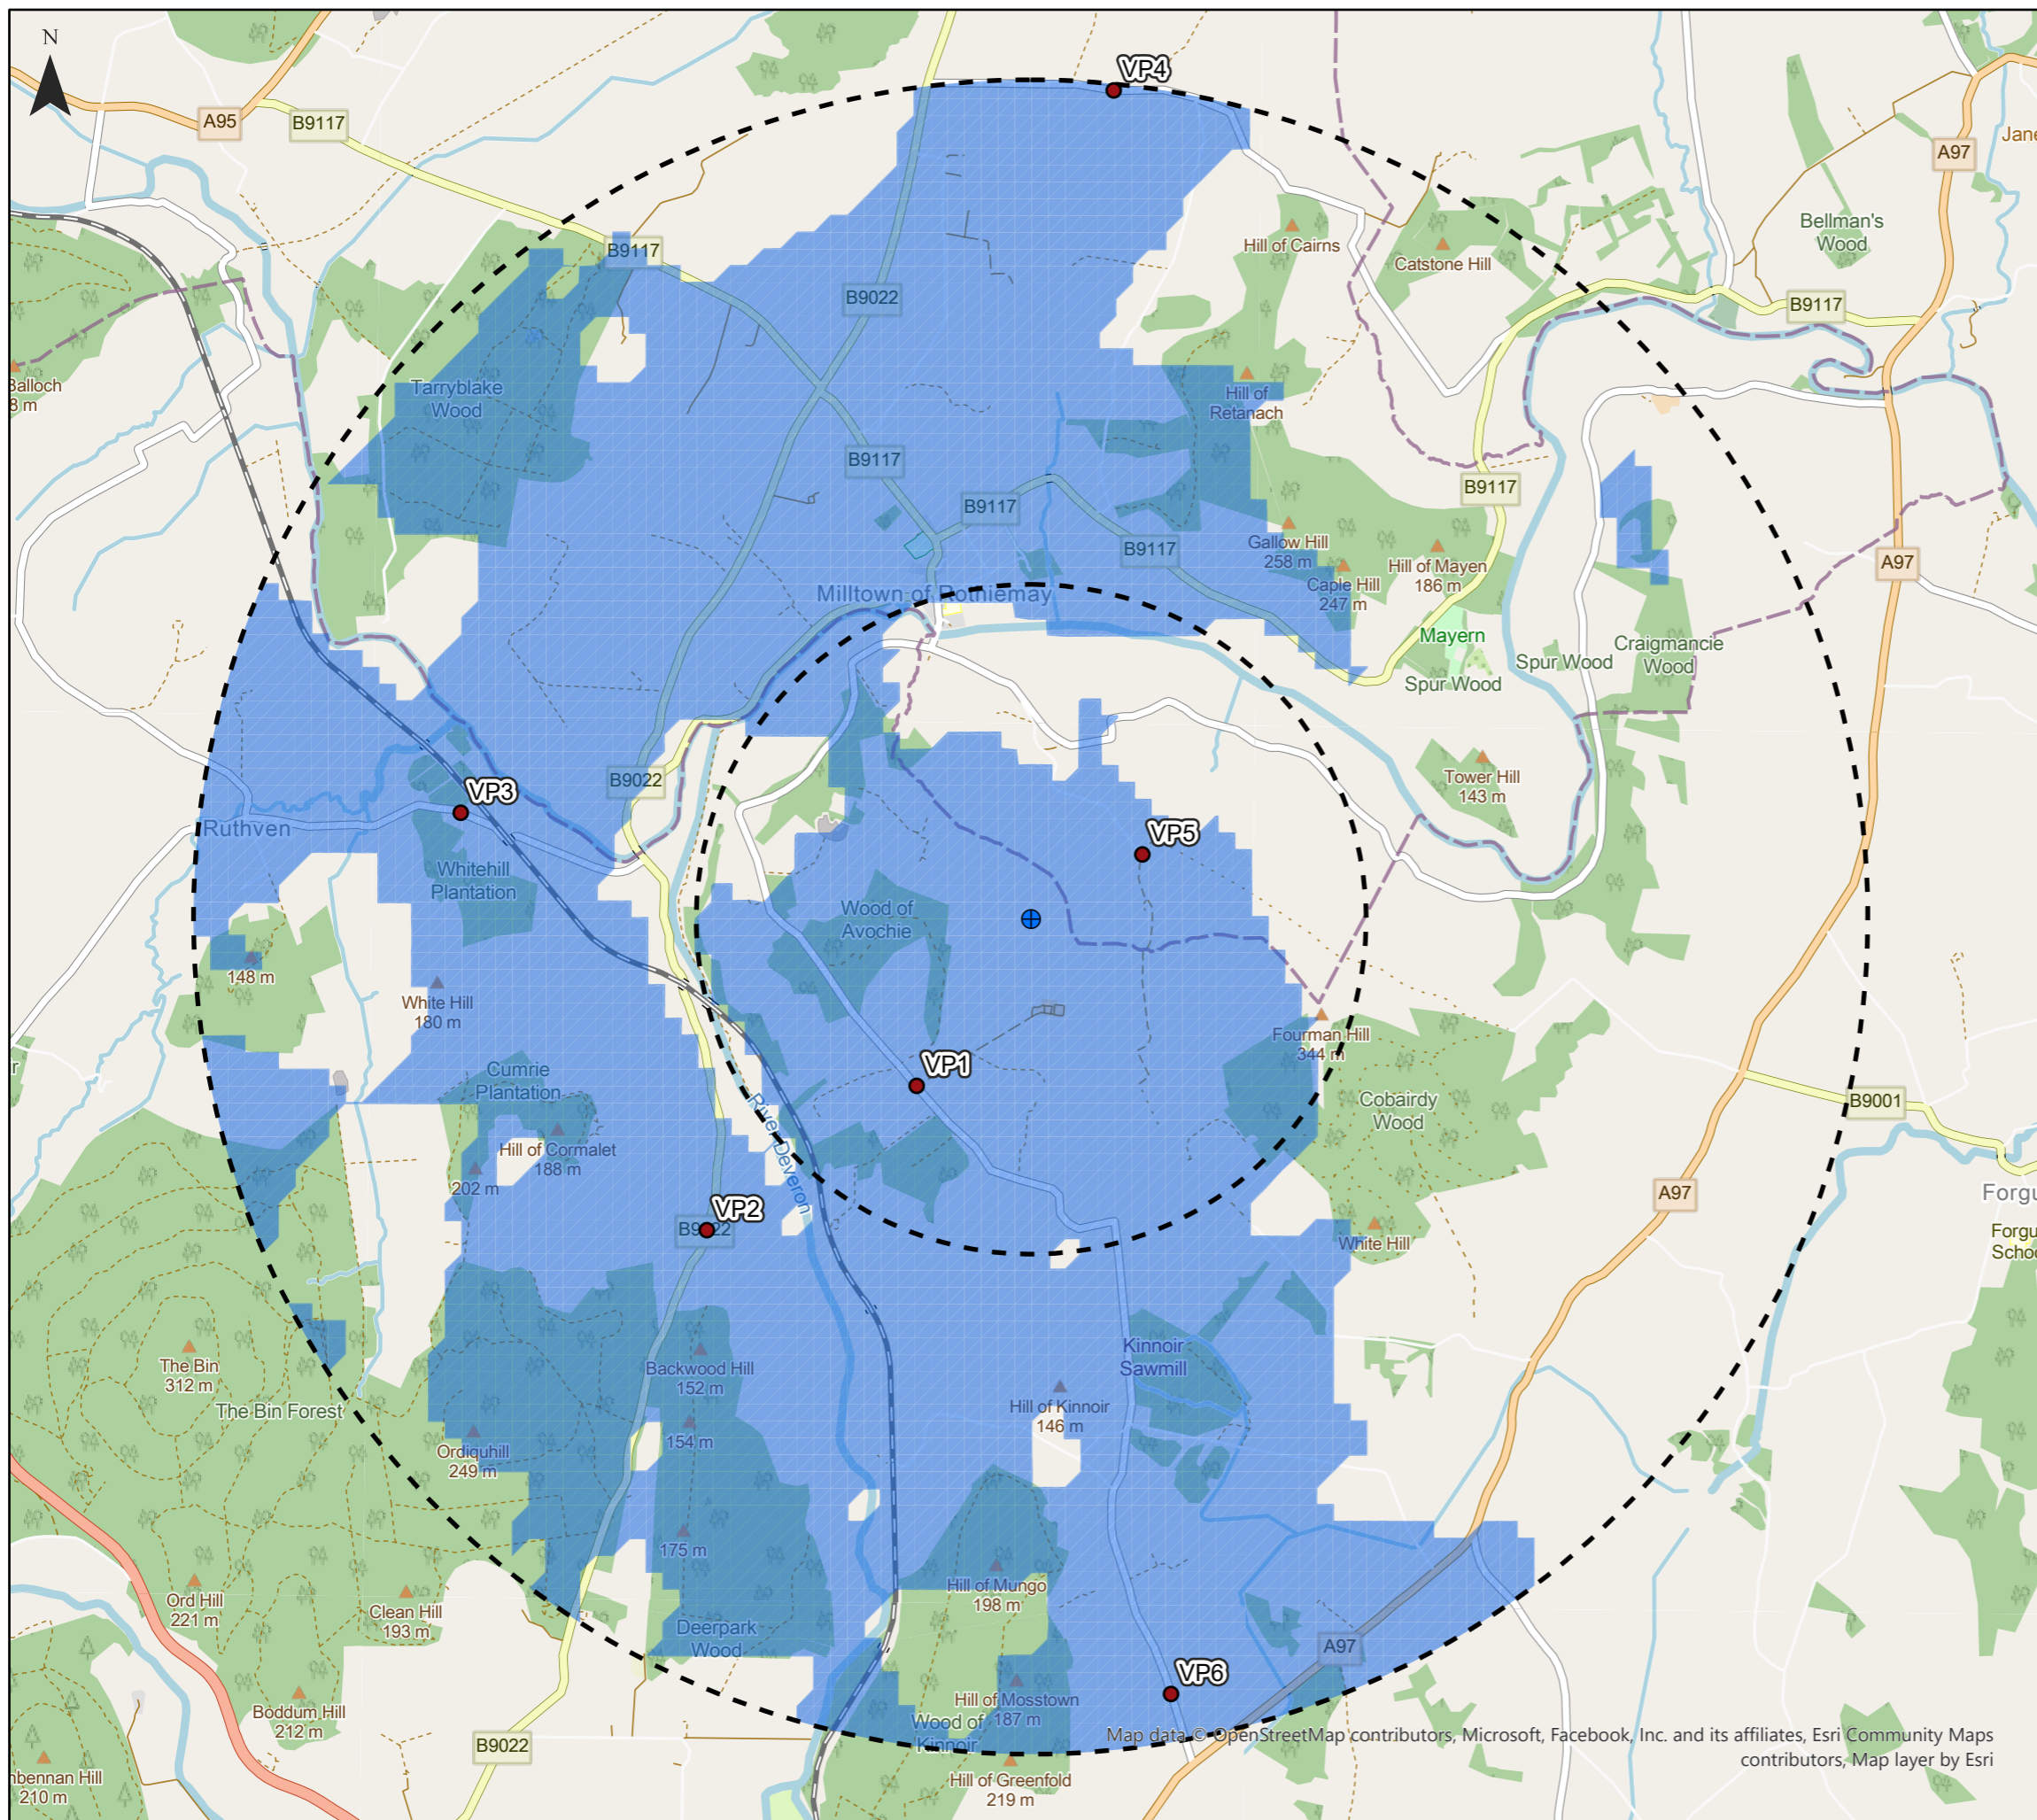 N
VP4
A95
B9117
A97
Bellman's
Wood
B9117
Hill of Cairns
Catstone Hill
B9022
B9117
Balloch
8 m
Tarryblake
Wood
Hill of
Retanach
B9117
B9117
B9117
B9117
Gallow Hill
258 m
Caple Hill
247 m
Hill of Mayen
186 m
A97
Milltown of Rothiemay
Mayern
Spur Wood
Spur Wood
Craigmancie
Wood
Tower Hill
143 m
B9022
VP3
Ruthven
VP5
Whitehill
Plantation
Wood of
Avochie
148 m
White Hill
180 m
Fourman Hill
344 m
VP1
Cumrie
Plantation
Cobairdy
Wood
B9001
River Deveron
Hill of Cormalet
188 m
202 m
A97
VP2
White Hill
The Bin
312 m
Backwood Hill
152 m
Kinnoir
Sawmill
The Bin Forest
Hill of Kinnoir
146 m
154 m
Ordiquhill
249 m
175 m
Ord Hill
221 m
Clean Hill
193 m
Hill of Mungo
198 m
Deerpark
Wood
A97
VP6
Boddum Hill
212 m
Hill of Mosstown
187 m
Wood of
Kinnoir
B9022
Hill of Greenfold
219 m
210 m
Map data © OpenStreetMap contributors, Microsoft, Facebook, Inc. and its affiliates, Esri Community Maps
contributors, Map layer by Esri